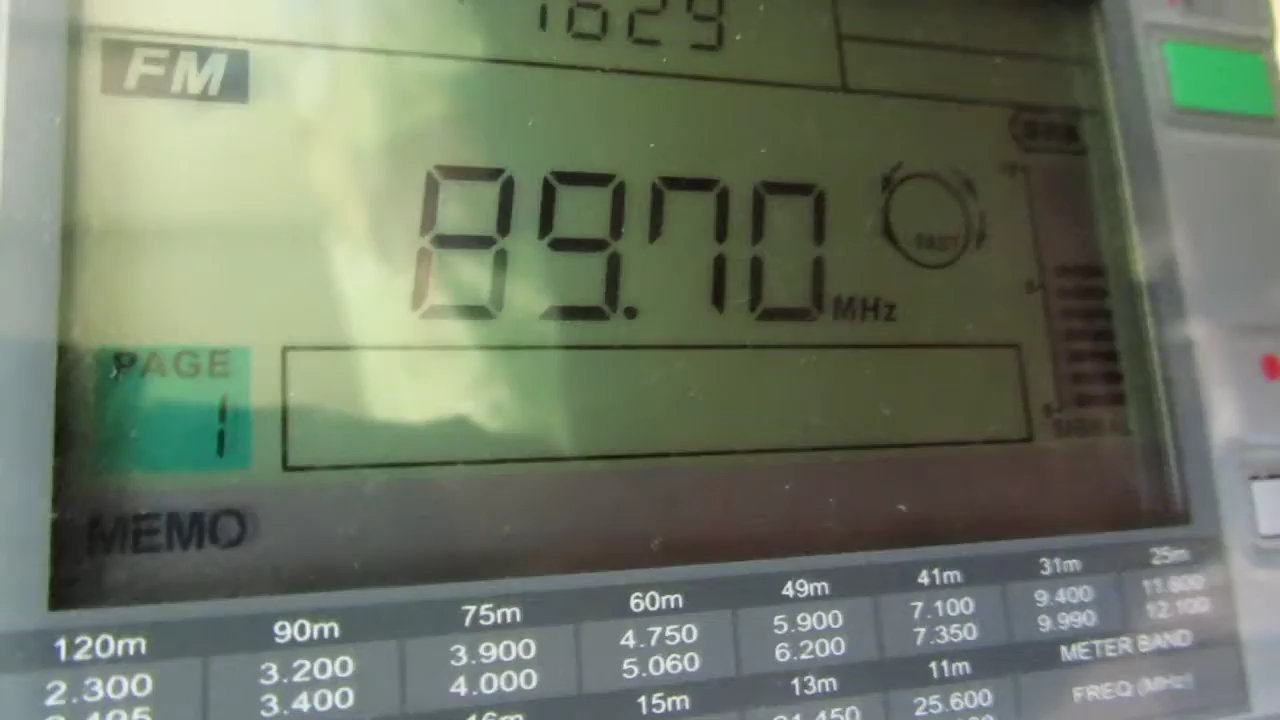 1629
FM
89.70 MHz
FAST
PAGE
1
SIGNAL
MEMO
120m 90m 75m 60m 49m 41m 31m 25m
2.300 3.200 3.900 4.750 5.900 7.100 9.400 11.600
3.400 4.000 5.060 6.200 7.350 9.990 12.100
15m 13m 11m METER BAND
25.600 FREQ (MHz)